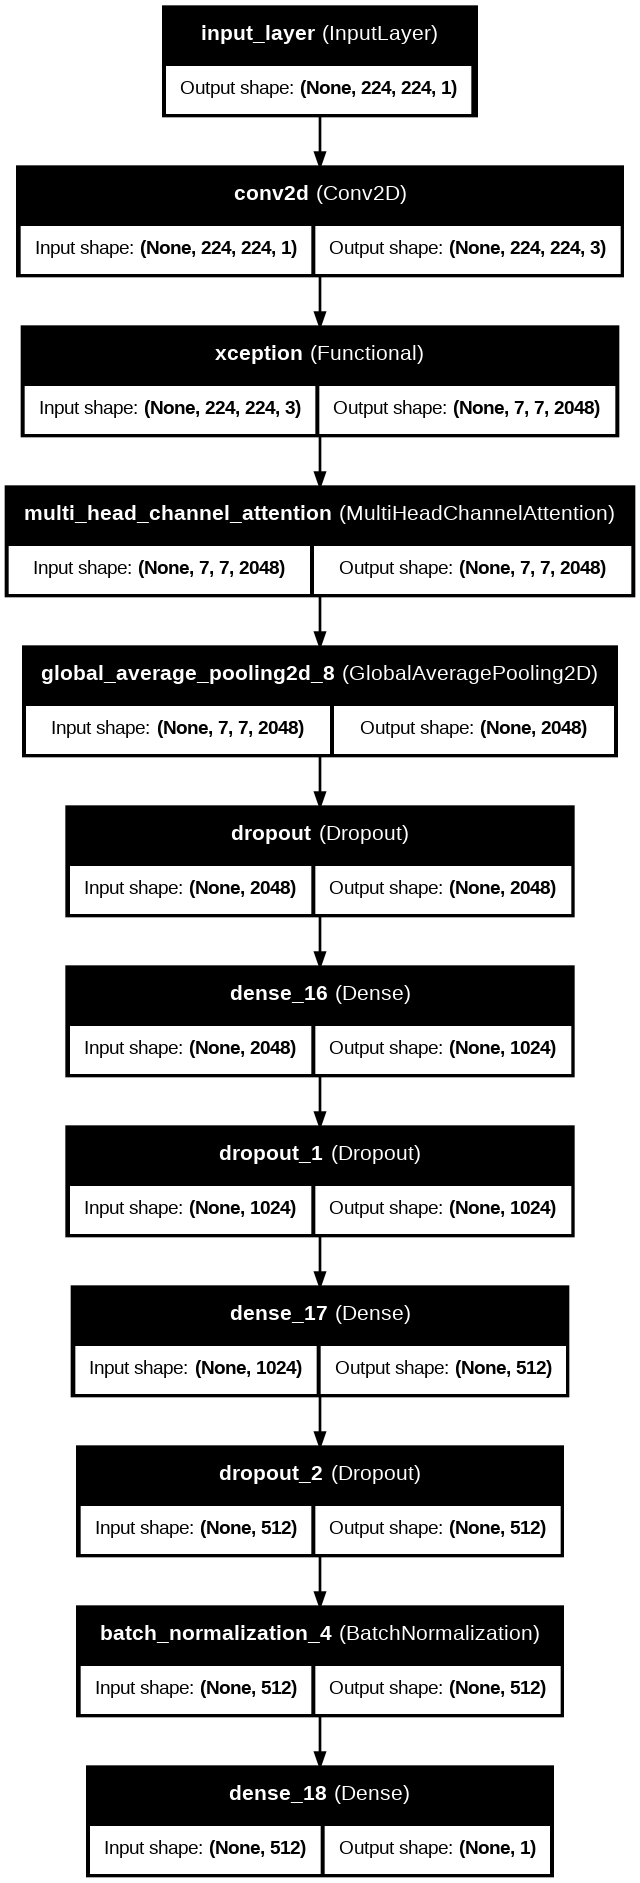 input_layer (InputLayer)
Output shape: (None, 224, 224, 1)
conv2d (Conv2D)
Input shape: (None, 224, 224, 1) Output shape: (None, 224, 224, 3)
xception (Functional)
Input shape: (None, 224, 224, 3) Output shape: (None, 7, 7, 2048)
multi_head_channel_attention (MultiHeadChannelAttention)
Input shape: (None, 7, 7, 2048) Output shape: (None, 7, 7, 2048)
global_average_pooling2d_8 (GlobalAveragePooling2D)
Input shape: (None, 7, 7, 2048) Output shape: (None, 2048)
dropout (Dropout)
Input shape: (None, 2048) Output shape: (None, 2048)
dense_16 (Dense)
Input shape: (None, 2048) Output shape: (None, 1024)
dropout_1 (Dropout)
Input shape: (None, 1024) Output shape: (None, 1024)
dense_17 (Dense)
Input shape: (None, 1024) Output shape: (None, 512)
dropout_2 (Dropout)
Input shape: (None, 512) Output shape: (None, 512)
batch_normalization_4 (BatchNormalization)
Input shape: (None, 512) Output shape: (None, 512)
dense_18 (Dense)
Input shape: (None, 512) Output shape: (None, 1)